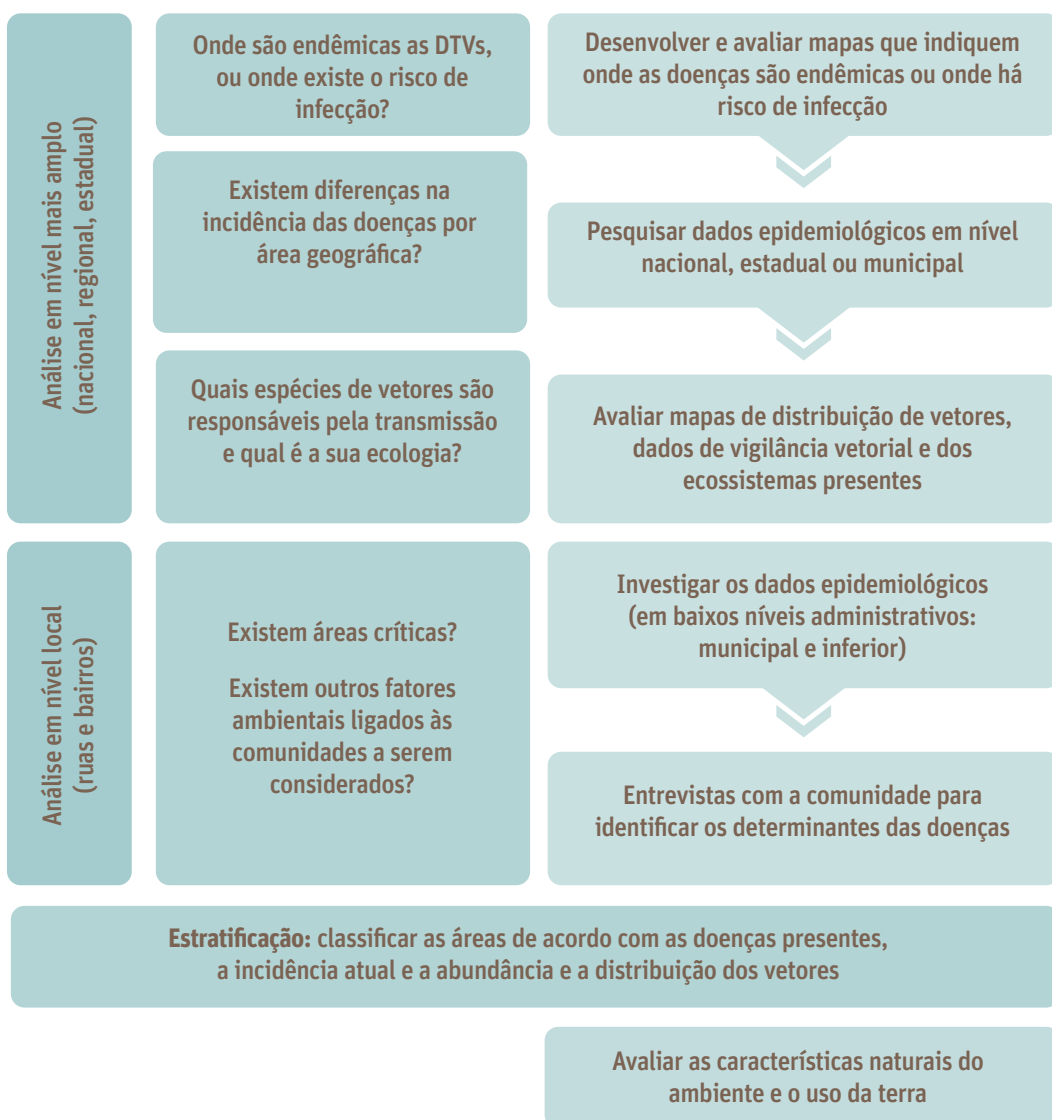 Análise em nível mais amplo
(nacional, regional, estadual)
Onde são endêmicas as DTVs,
ou onde existe o risco de
infecção?
Desenvolver e avaliar mapas que indiquem
onde as doenças são endêmicas ou onde há
risco de infecção
Existem diferenças na
incidência das doenças por
área geográfica?
Pesquisar dados epidemiológicos em nível
nacional, estadual ou municipal
Quais espécies de vetores são
responsáveis pela transmissão
e qual é a sua ecologia?
Avaliar mapas de distribuição de vetores,
dados de vigilância vetorial e dos
ecossistemas presentes
Análise em nível local
(ruas e bairros)
Existem áreas críticas?
Existem outros fatores
ambientais ligados às
comunidades a serem
considerados?
Investigar os dados epidemiológicos
(em baixos níveis administrativos:
municipal e inferior)
Entrevistas com a comunidade para
identificar os determinantes das doenças
Estratificação: classificar as áreas de acordo com as doenças presentes,
a incidência atual e a abundância e a distribuição dos vetores
Avaliar as características naturais do
ambiente e o uso da terra